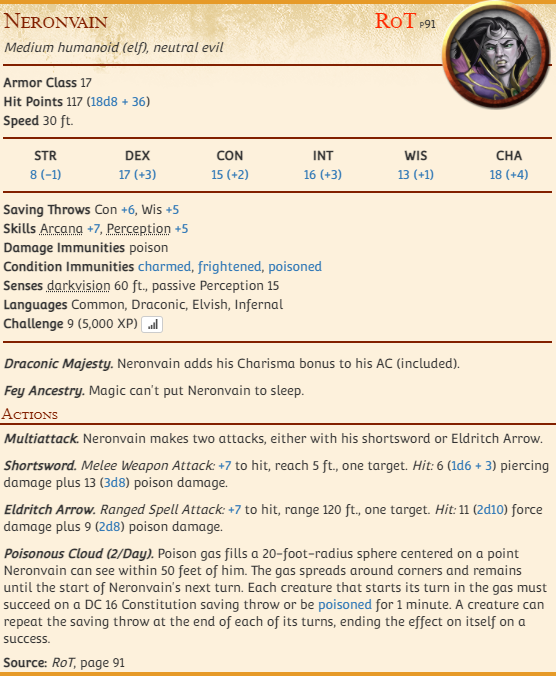 Neronvain RoT p91
Medium humanoid (elf), neutral evil
Armor Class 17
Hit Points 117 (18d8 + 36)
Speed 30 ft.
STR DEX CON INT WIS CHA
8 (−1) 17 (+3) 15 (+2) 16 (+3) 13 (+1) 18 (+4)
Saving Throws Con +6, Wis +5
Skills Arcana +7, Perception +5
Damage Immunities poison
Condition Immunities charmed, frightened, poisoned
Senses darkvision 60 ft., passive Perception 15
Languages Common, Draconic, Elvish, Infernal
Challenge 9 (5,000 XP)
Draconic Majesty. Neronvain adds his Charisma bonus to his AC (included).
Fey Ancestry. Magic can't put Neronvain to sleep.
Actions
Multiattack. Neronvain makes two attacks, either with his shortsword or Eldritch Arrow.
Shortsword. Melee Weapon Attack: +7 to hit, reach 5 ft., one target. Hit: 6 (1d6 + 3) piercing
damage plus 13 (3d8) poison damage.
Eldritch Arrow. Ranged Spell Attack: +7 to hit, range 120 ft., one target. Hit: 11 (2d10) force
damage plus 9 (2d8) poison damage.
Poisonous Cloud (2/Day). Poison gas fills a 20-foot-radius sphere centered on a point
Neronvain can see within 50 feet of him. The gas spreads around corners and remains
until the start of Neronvain's next turn. Each creature that starts its turn in the gas must
succeed on a DC 16 Constitution saving throw or be poisoned for 1 minute. A creature can
repeat the saving throw at the end of each of its turns, ending the effect on itself on a
success.
Source: RoT, page 91